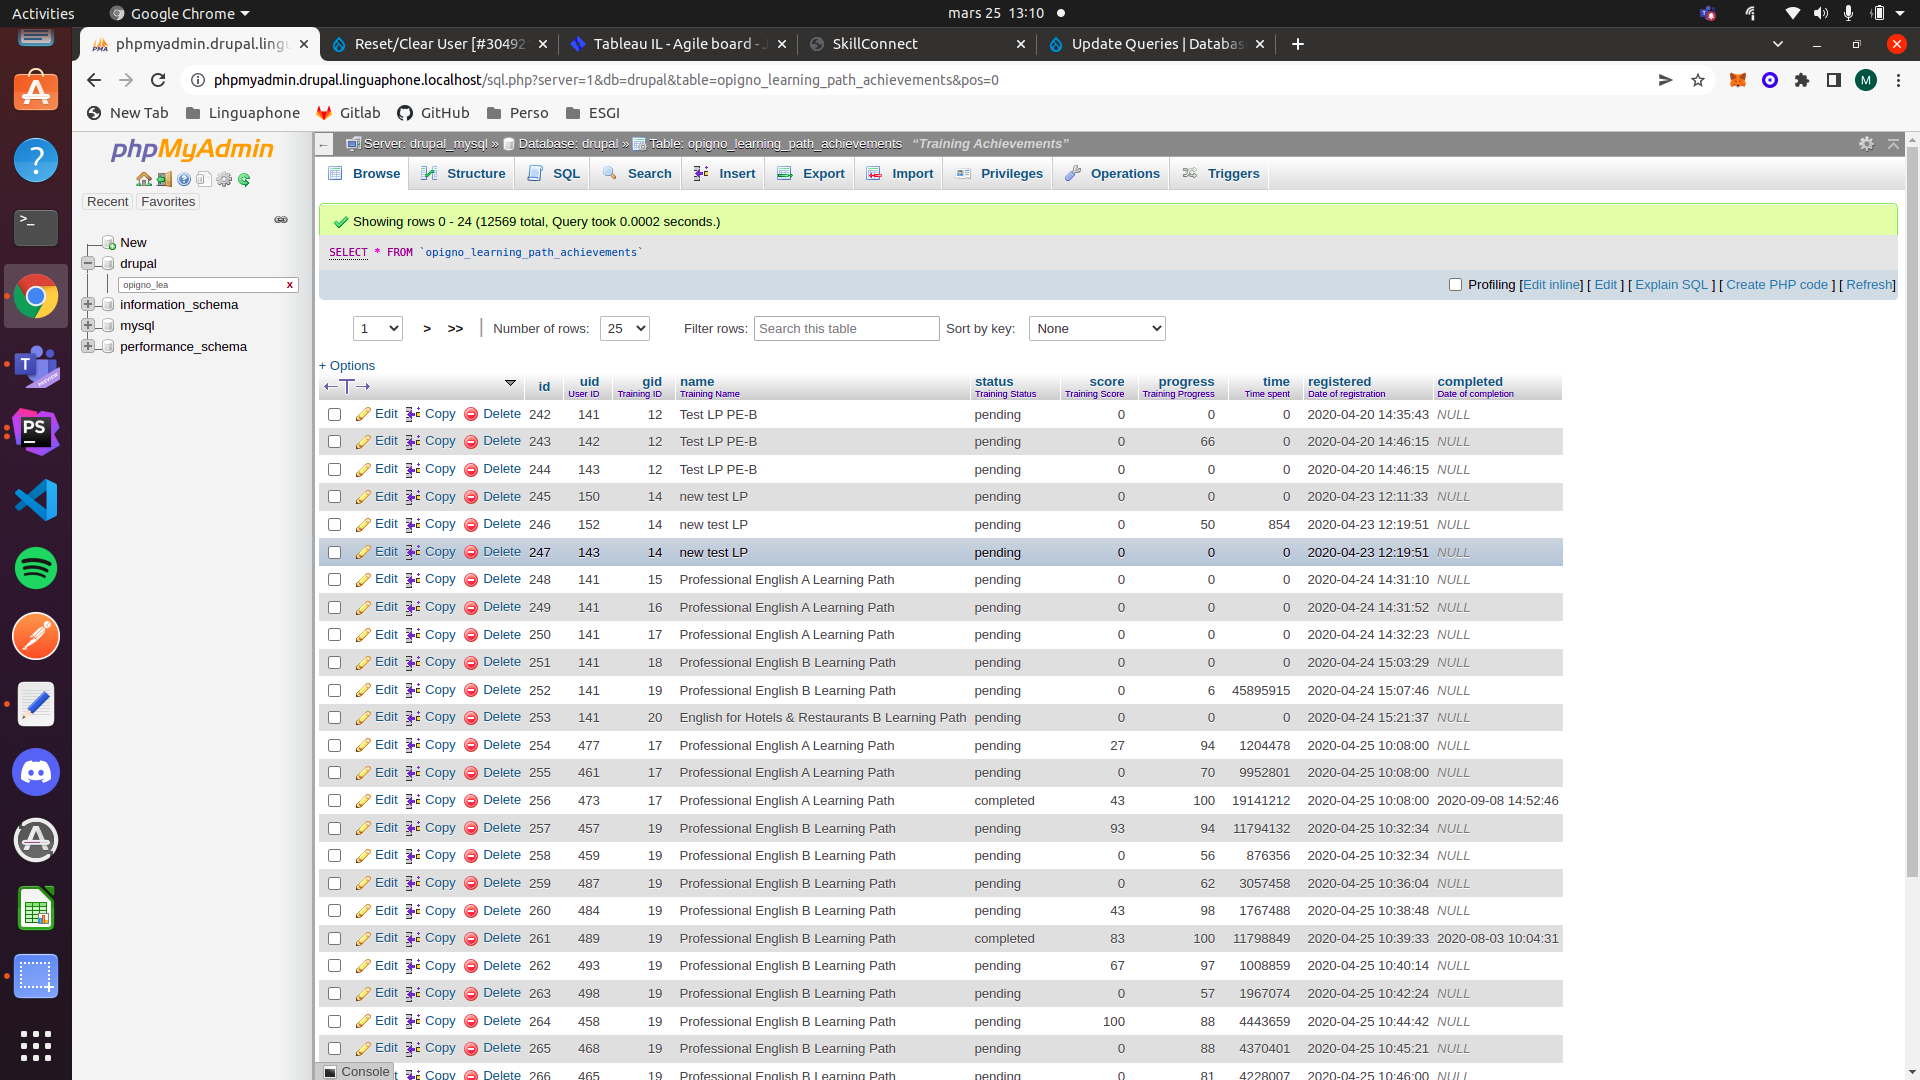 Activities
Google Chrome
mars 25 13:10
phpmyadmin.drupal.ling
Reset/Clear User [#30492
Tableau IL - Agile board - J
SkillConnect
Update Queries | Databas
phpmyadmin.drupal.linguaphone.localhost/sql.php?server=1&db=drupal&table=opigno_learning_path_achievements&pos=0
M
New Tab
Linguaphone
Gitlab
GitHub
Perso
ESGI
phpMyAdmin
Recent
Favorites
New
drupal
opigno_lea
x
information_schema
mysql
performance_schema
Server: drupal_mysql » Database: drupal » Table: opigno_learning_path_achievements "Training Achievements"
Browse Structure SQL Search Insert Export Import Privileges Operations Triggers
Showing rows 0 - 24 (12569 total, Query took 0.0002 seconds.)
SELECT * FROM `opigno_learning_path_achievements`
Profiling [Edit inline] [ Edit ] [ Explain SQL ] [ Create PHP code ] [ Refresh]
1 > >> | Number of rows: 25 Filter rows: Search this table Sort by key: None
+ Options
←T→ id uid gid name status score progress time registered completed
User ID Training ID Training Name Training Status Training Score Training Progress Time spent Date of registration Date of completion
Edit Copy Delete 242 141 12 Test LP PE-B pending 0 0 0 2020-04-20 14:35:43 NULL
Edit Copy Delete 243 142 12 Test LP PE-B pending 0 66 0 2020-04-20 14:46:15 NULL
Edit Copy Delete 244 143 12 Test LP PE-B pending 0 0 0 2020-04-20 14:46:15 NULL
Edit Copy Delete 245 150 14 new test LP pending 0 0 0 2020-04-23 12:11:33 NULL
Edit Copy Delete 246 152 14 new test LP pending 0 50 854 2020-04-23 12:19:51 NULL
Edit Copy Delete 247 143 14 new test LP pending 0 0 0 2020-04-23 12:19:51 NULL
Edit Copy Delete 248 141 15 Professional English A Learning Path pending 0 0 0 2020-04-24 14:31:10 NULL
Edit Copy Delete 249 141 16 Professional English A Learning Path pending 0 0 0 2020-04-24 14:31:52 NULL
Edit Copy Delete 250 141 17 Professional English A Learning Path pending 0 0 0 2020-04-24 14:32:23 NULL
Edit Copy Delete 251 141 18 Professional English B Learning Path pending 0 0 0 2020-04-24 15:03:29 NULL
Edit Copy Delete 252 141 19 Professional English B Learning Path pending 0 6 45895915 2020-04-24 15:07:46 NULL
Edit Copy Delete 253 141 20 English for Hotels & Restaurants B Learning Path pending 0 0 0 2020-04-24 15:21:37 NULL
Edit Copy Delete 254 477 17 Professional English A Learning Path pending 27 94 1204478 2020-04-25 10:08:00 NULL
Edit Copy Delete 255 461 17 Professional English A Learning Path pending 0 70 9952801 2020-04-25 10:08:00 NULL
Edit Copy Delete 256 473 17 Professional English A Learning Path completed 43 100 19141212 2020-04-25 10:08:00 2020-09-08 14:52:46
Edit Copy Delete 257 457 19 Professional English B Learning Path pending 93 94 11794132 2020-04-25 10:32:34 NULL
Edit Copy Delete 258 459 19 Professional English B Learning Path pending 0 56 876356 2020-04-25 10:32:34 NULL
Edit Copy Delete 259 487 19 Professional English B Learning Path pending 0 62 3057458 2020-04-25 10:36:04 NULL
Edit Copy Delete 260 484 19 Professional English B Learning Path pending 43 98 1767488 2020-04-25 10:38:48 NULL
Edit Copy Delete 261 489 19 Professional English B Learning Path completed 83 100 11798849 2020-04-25 10:39:33 2020-08-03 10:04:31
Edit Copy Delete 262 493 19 Professional English B Learning Path pending 67 97 1008859 2020-04-25 10:40:14 NULL
Edit Copy Delete 263 498 19 Professional English B Learning Path pending 0 57 1967074 2020-04-25 10:42:24 NULL
Edit Copy Delete 264 458 19 Professional English B Learning Path pending 100 88 4443659 2020-04-25 10:44:42 NULL
Edit Copy Delete 265 468 19 Professional English B Learning Path pending 0 88 4370401 2020-04-25 10:45:21 NULL
Copy Delete 266 465 19 Professional English B Learning Path pending 0 81 4228007 2020-04-25 10:46:00 NULL
Console